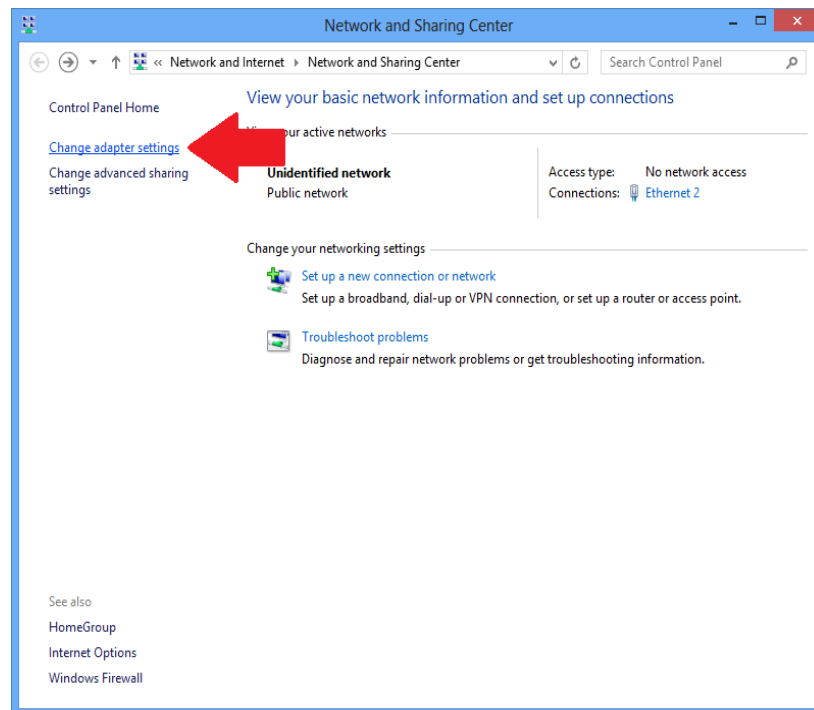 Network and Sharing Center
« Network and Internet ▸ Network and Sharing Center
Search Control Panel
Control Panel Home
Change adapter settings
Change advanced sharing
settings
View your basic network information and set up connections
our active networks
Unidentified network
Public network
Access type: No network access
Connections: Ethernet 2
Change your networking settings
Set up a new connection or network
Set up a broadband, dial-up or VPN connection, or set up a router or access point.
Troubleshoot problems
Diagnose and repair network problems or get troubleshooting information.
See also
HomeGroup
Internet Options
Windows Firewall